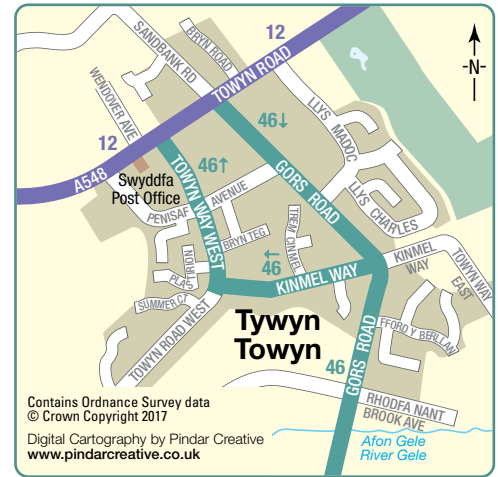 12
SANDBANK RD
BRYN ROAD
TOWYN ROAD
-N-
WENDOVER AVE
12
46↓
LLYS MADOC
A548
Swyddfa
Post Office
46↑
TOWYN WAY WEST
PENISAF AVENUE
GORS ROAD
LLYS CHARLES
BRYN TEG
TREM CINMEL
←
46
KINMEL WAY
KINMEL
WAY
TOWYN WAY
EAST
PLAS TIRION
SUMMER CT
TOWYN ROAD WEST
Tywyn
Towyn
FFORD Y BERLLAN
46
GORS ROAD
RHODFA NANT
BROOK AVE
Contains Ordnance Survey data
© Crown Copyright 2017
Digital Cartography by Pindar Creative
www.pindarcreative.co.uk
Afon Gele
River Gele